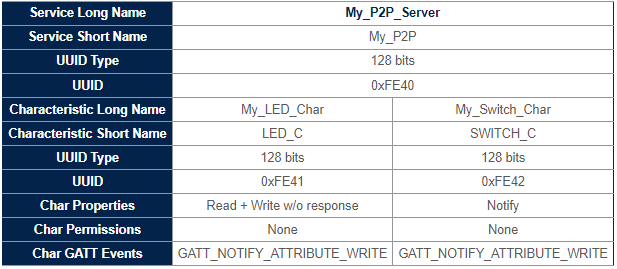 Service Long Name My_P2P_Server
Service Short Name My_P2P
UUID Type 128 bits
UUID 0xFE40
Characteristic Long Name My_LED_Char My_Switch_Char
Characteristic Short Name LED_C SWITCH_C
UUID Type 128 bits 128 bits
UUID 0xFE41 0xFE42
Char Properties Read + Write w/o response Notify
Char Permissions None None
Char GATT Events GATT_NOTIFY_ATTRIBUTE_WRITE GATT_NOTIFY_ATTRIBUTE_WRITE